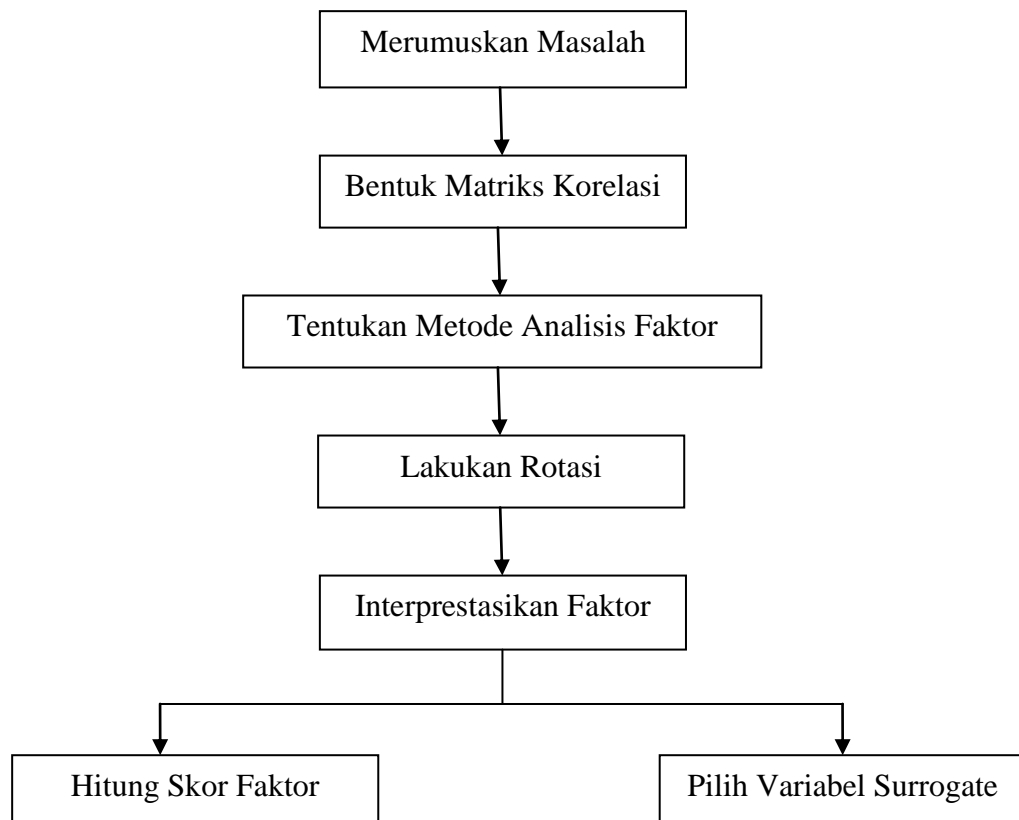 Merumuskan Masalah
Bentuk Matriks Korelasi
Tentukan Metode Analisis Faktor
Lakukan Rotasi
Interprestasikan Faktor
Hitung Skor Faktor
Pilih Variabel Surrogate